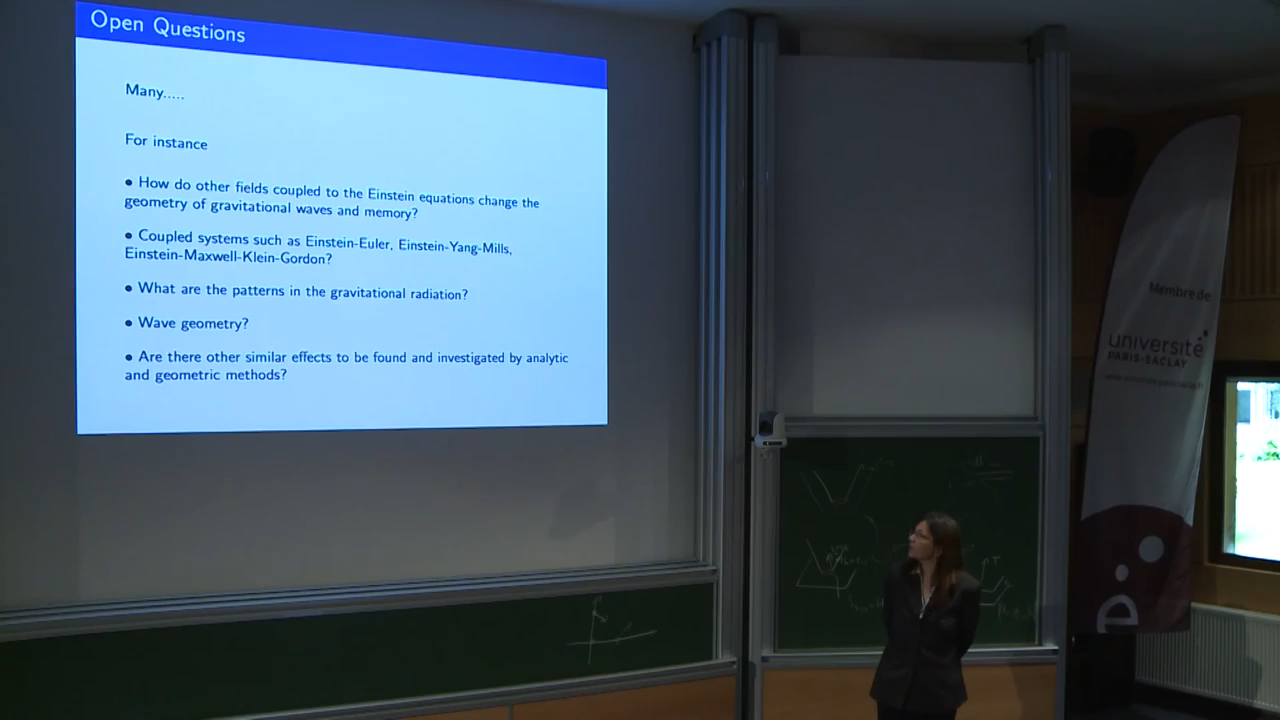 Open Questions
Many.....
For instance
• How do other fields coupled to the Einstein equations change the
geometry of gravitational waves and memory?
• Coupled systems such as Einstein-Euler, Einstein-Yang-Mills,
Einstein-Maxwell-Klein-Gordon?
• What are the patterns in the gravitational radiation?
• Wave geometry?
• Are there other similar effects to be found and investigated by analytic
and geometric methods?
Membre de
université
PARIS-SACLAY